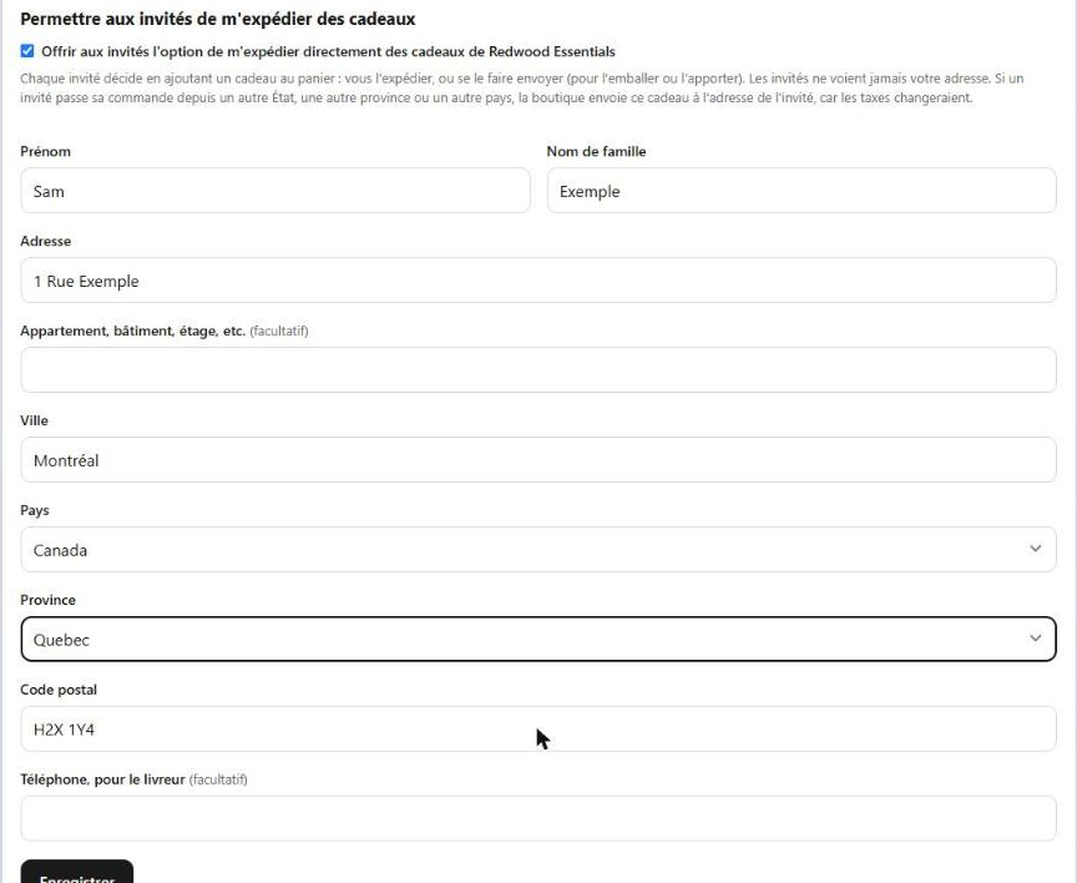 Permettre aux invités de m'expédier des cadeaux
Offrir aux invités l'option de m'expédier directement des cadeaux de Redwood Essentials
Chaque invité décide en ajoutant un cadeau au panier : vous l'expédier, ou se le faire envoyer (pour l'emballer ou l'apporter). Les invités ne voient jamais votre adresse. Si un
invité passe sa commande depuis un autre État, une autre province ou un autre pays, la boutique envoie ce cadeau à l'adresse de l'invité, car les taxes changeraient.
Prénom
Nom de famille
Sam
Exemple
Adresse
1 Rue Exemple
Appartement, bâtiment, étage, etc. (facultatif)
Ville
Montréal
Pays
Canada
Province
Quebec
Code postal
H2X 1Y4
Téléphone, pour le livreur (facultatif)
Enregistrer